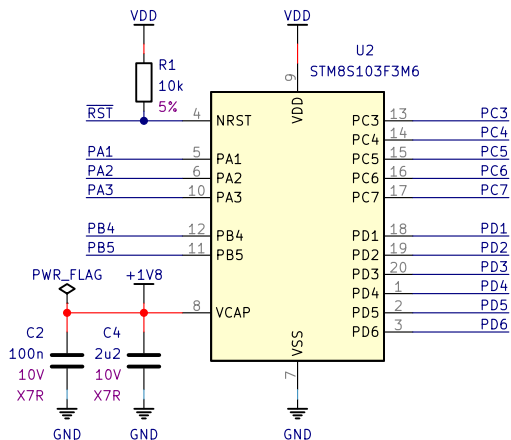 VDD
VDD
U2
STM8S103F3M6
R1
10k
5%
9
VDD
RST
4
NRST
PC3
13
PC3
PC4
14
PC4
PA1
5
PA1
PC5
15
PC5
PA2
6
PA2
PC6
16
PC6
PA3
10
PA3
PC7
17
PC7
PB4
12
PB4
PD1
18
PD1
PB5
11
PB5
PD2
19
PD2
PD3
20
PD3
PD4
1
PD4
PWR_FLAG
+1V8
8
VCAP
PD5
2
PD5
PD6
3
PD6
C2
100n
10V
X7R
C4
2u2
10V
X7R
VSS
7
GND
GND
GND